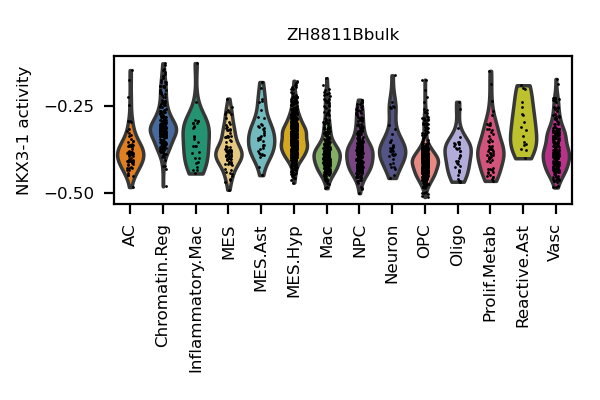 ZH8811Bbulk
NKX3-1 activity
−0.25
−0.50
AC
Chromatin.Reg
Inflammatory.Mac
MES
MES.Ast
MES.Hyp
Mac
NPC
Neuron
OPC
Oligo
Prolif.Metab
Reactive.Ast
Vasc